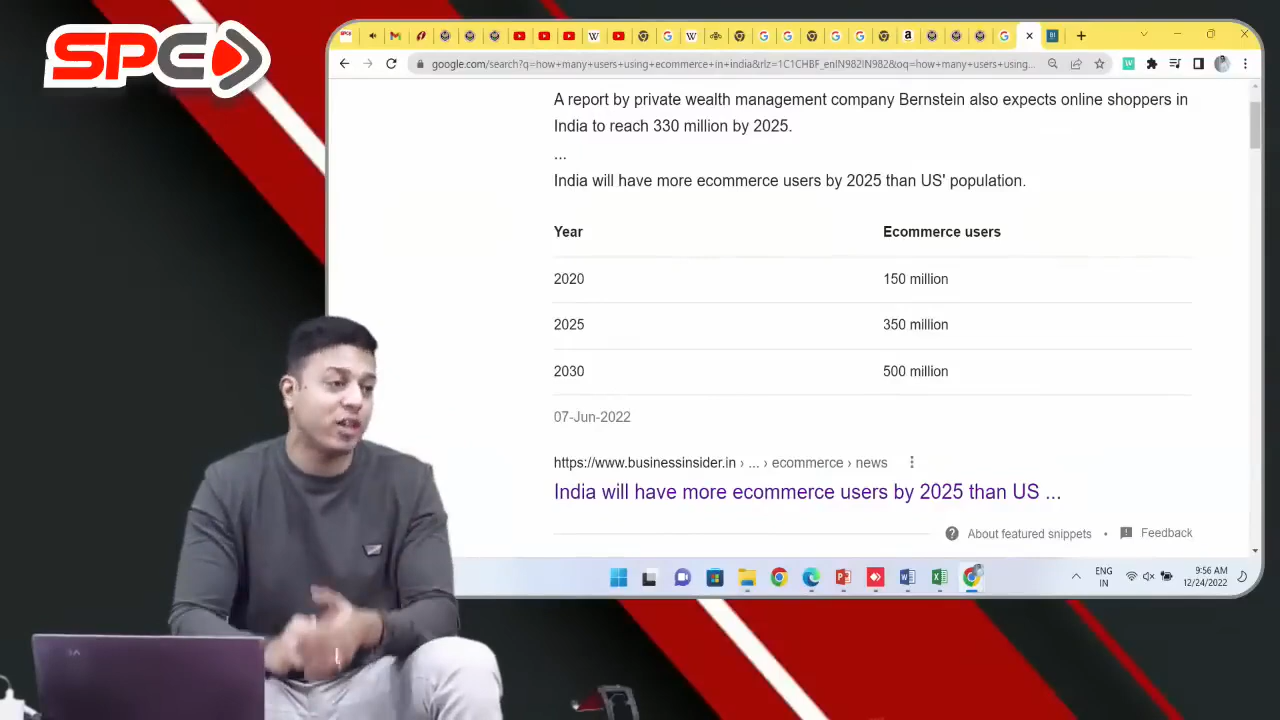 SPE
google.com/search?q=how+many+users+using+ecommerce+in+india&rlz=1C1CHBF_enIN982IN982&oq=how+many+users+using...
A report by private wealth management company Bernstein also expects online shoppers in
India to reach 330 million by 2025.
...
India will have more ecommerce users by 2025 than US' population.
Year Ecommerce users
2020 150 million
2025 350 million
2030 500 million
07-Jun-2022
https://www.businessinsider.in › ... › ecommerce › news
India will have more ecommerce users by 2025 than US ...
About featured snippets • Feedback
ENG 9:56 AM
IN 12/24/2022